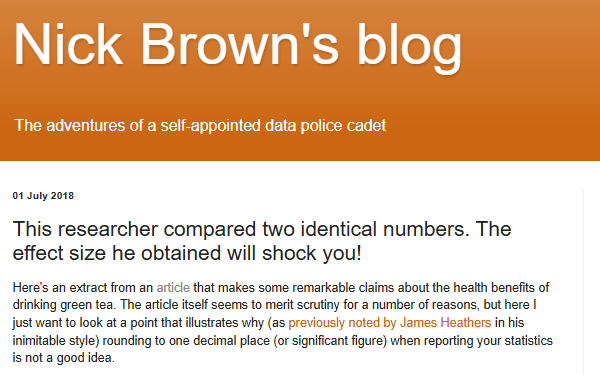 Nick Brown's blog
The adventures of a self-appointed data police cadet
01 July 2018
This researcher compared two identical numbers. The
effect size he obtained will shock you!
Here's an extract from an article that makes some remarkable claims about the health benefits of
drinking green tea. The article itself seems to merit scrutiny for a number of reasons, but here I
just want to look at a point that illustrates why (as previously noted by James Heathers in his
inimitable style) rounding to one decimal place (or significant figure) when reporting your statistics
is not a good idea.